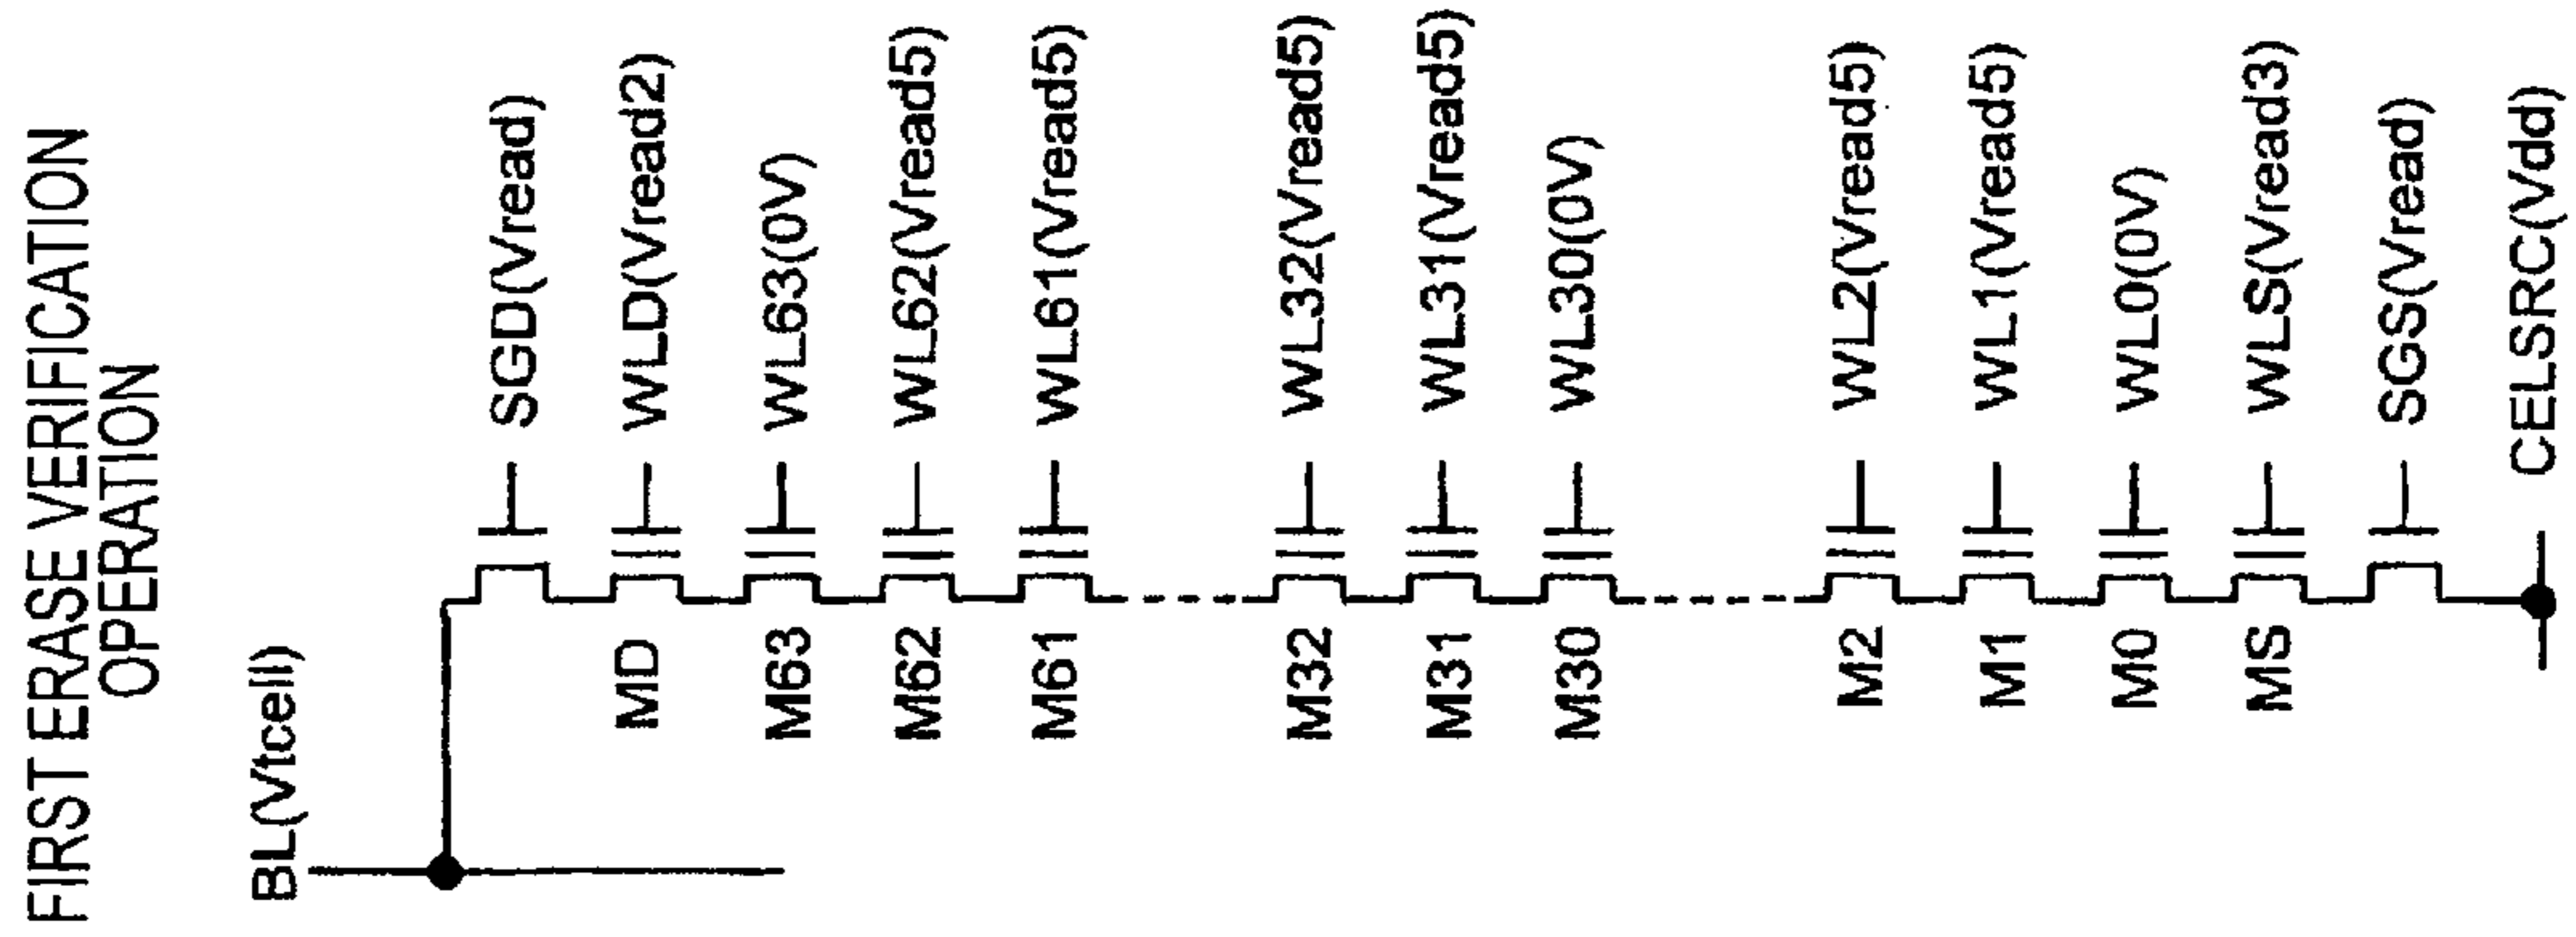 FIRST ERASE VERIFICATION
OPERATION
BL(Vtcell)
SGD(Vread)
MD
WLD(Vread2)
M63
WL63(0V)
M62
WL62(Vread5)
M61
WL61(Vread5)
M32
WL32(Vread5)
M31
WL31(Vread5)
M30
WL30(0V)
M2
WL2(Vread5)
M1
WL1(Vread5)
M0
WL0(0V)
MS
WLS(Vread3)
SGS(Vread)
CELSRC(Vdd)